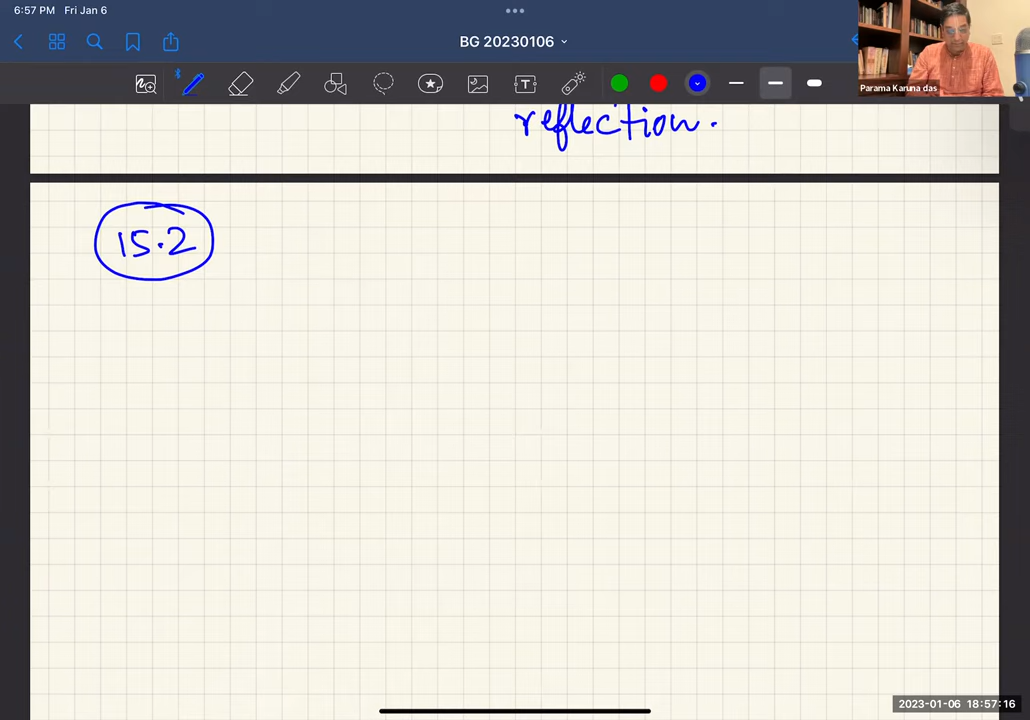 6:57 PM Fri Jan 6
BG 20230106
T
Parama Karuna das
reflection.
15.2
2023-01-06 18:57:16